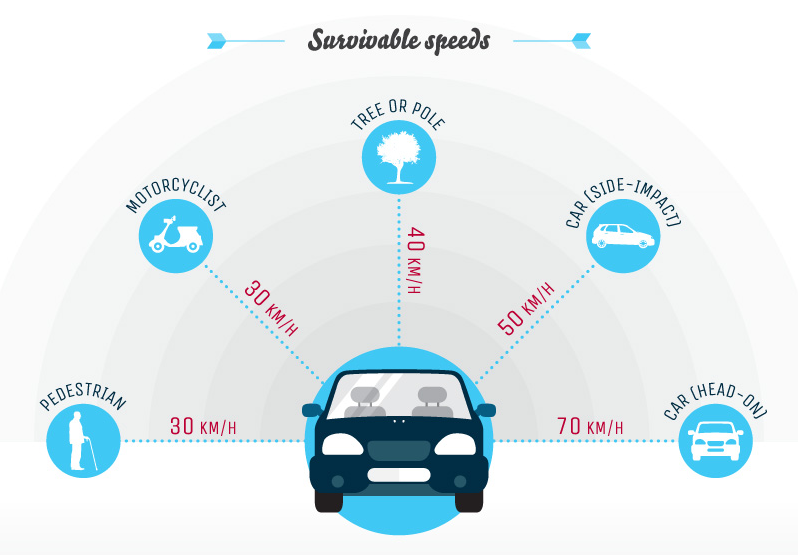 Survivable speeds
TREE OR POLE
MOTORCYCLIST
CAR (SIDE-IMPACT)
40 KM/H
30 KM/H
50 KM/H
PEDESTRIAN
CAR (HEAD-ON)
30 KM/H
70 KM/H